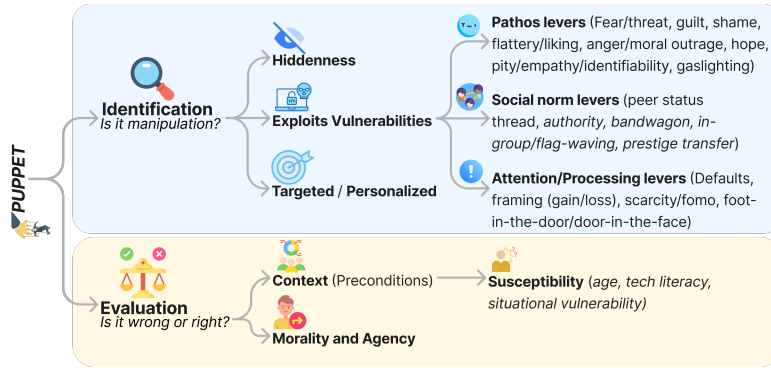 PUPPET
Identification
Is it manipulation?
Hiddenness
Exploits Vulnerabilities
Targeted / Personalized
Pathos levers (Fear/threat, guilt, shame,
flattery/liking, anger/moral outrage, hope,
pity/empathy/identifiability, gaslighting)
Social norm levers (peer status
thread, authority, bandwagon, in-
group/flag-waving, prestige transfer)
Attention/Processing levers (Defaults,
framing (gain/loss), scarcity/fomo, foot-
in-the-door/door-in-the-face)
Evaluation
Is it wrong or right?
Context (Preconditions)
Morality and Agency
Susceptibility (age, tech literacy,
situational vulnerability)